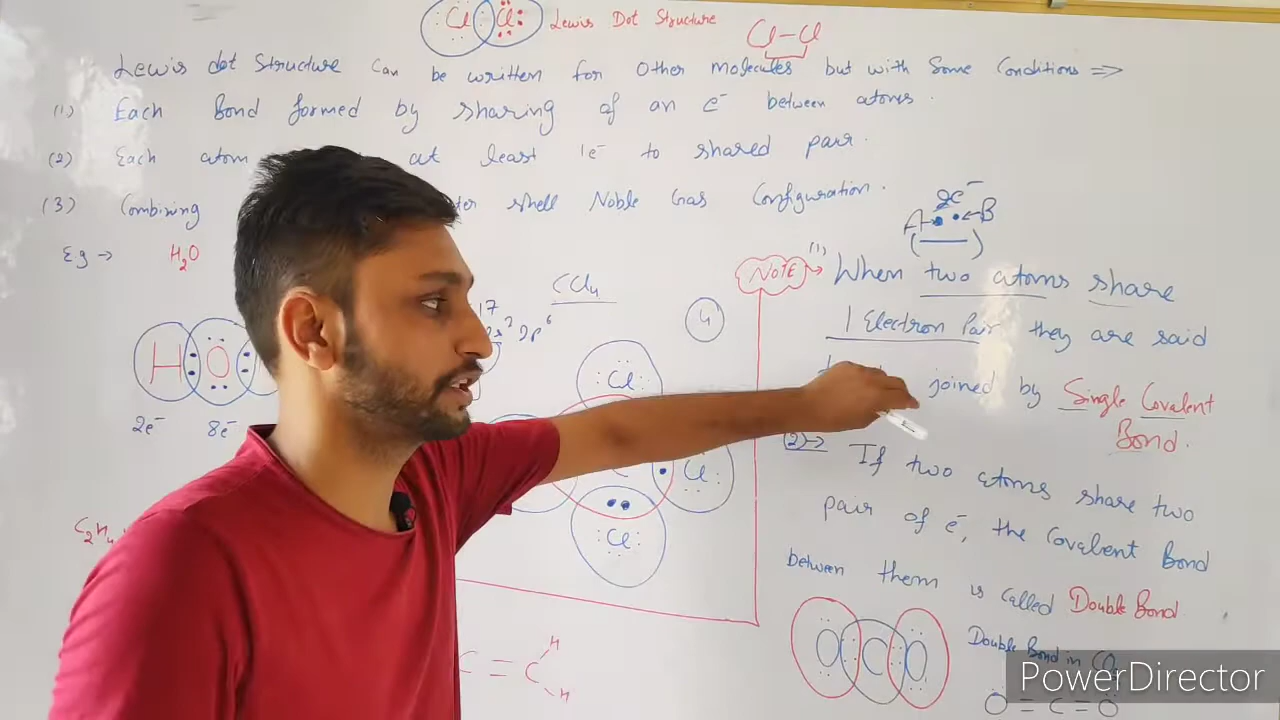 Cl Cl Lewis Dot Structure Cl-Cl
Lewis dot Structure can be written for other molecules but with Some Conditions ⇒
(1) Each Bond formed by sharing of an e⁻ between atoms.
(2) Each atom at least 1e⁻ to shared pair.
(3) Combining shell Noble Gas Configuration.
2e⁻
A B
Eg → H₂O
NOTE → (1) When two atoms share
1 Electron Pair they are said
joined by Single Covalent
Bond.
CCl₄
17
3p⁶
4
H O
2e⁻ 8e⁻
Cl
Cl
Cl
(2) → If two atoms share two
pair of e⁻, the Covalent Bond
between them is called Double Bond
C₂H₄
C = C H
H
O C O
Double Bond in CO₂
O = C = O
PowerDirector